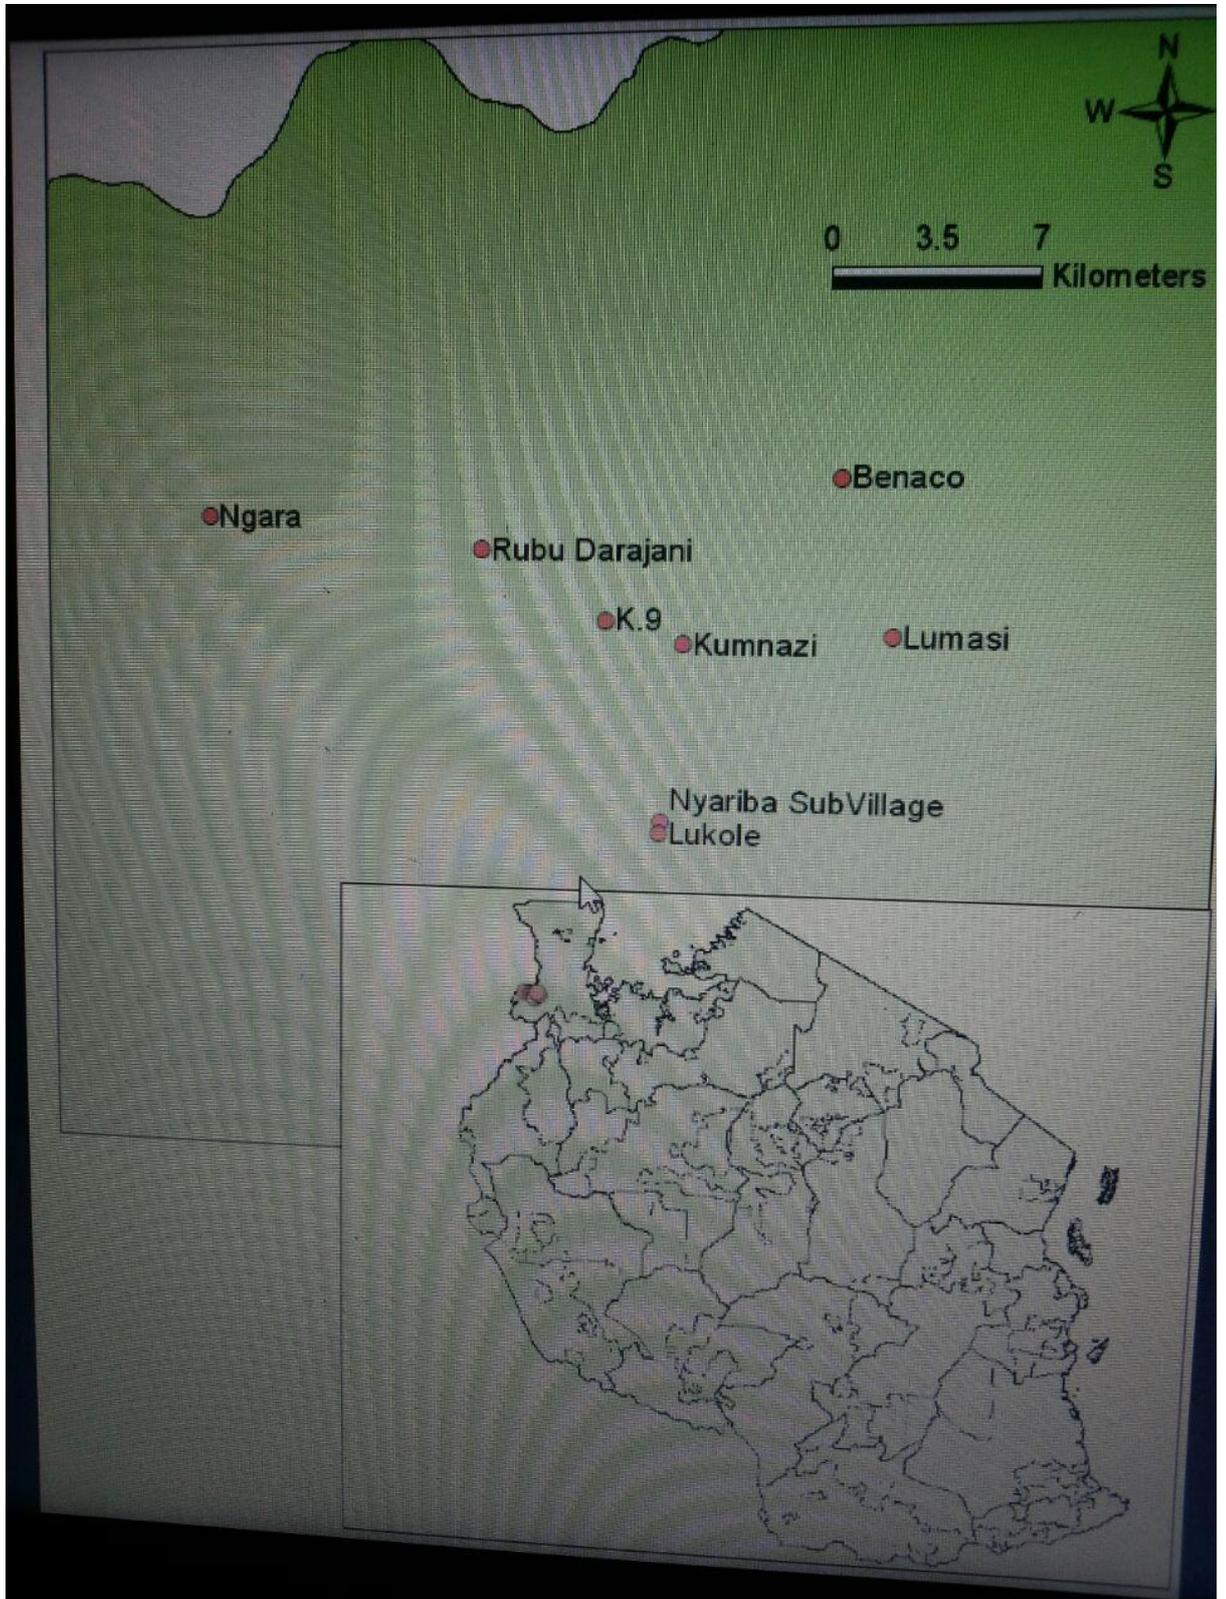 N
W
S
0 3.5 7
Kilometers
Benaco
Ngara
Rubu Darajani
K.9
Kumnazi
Lumasi
Nyariba SubVillage
Lukole